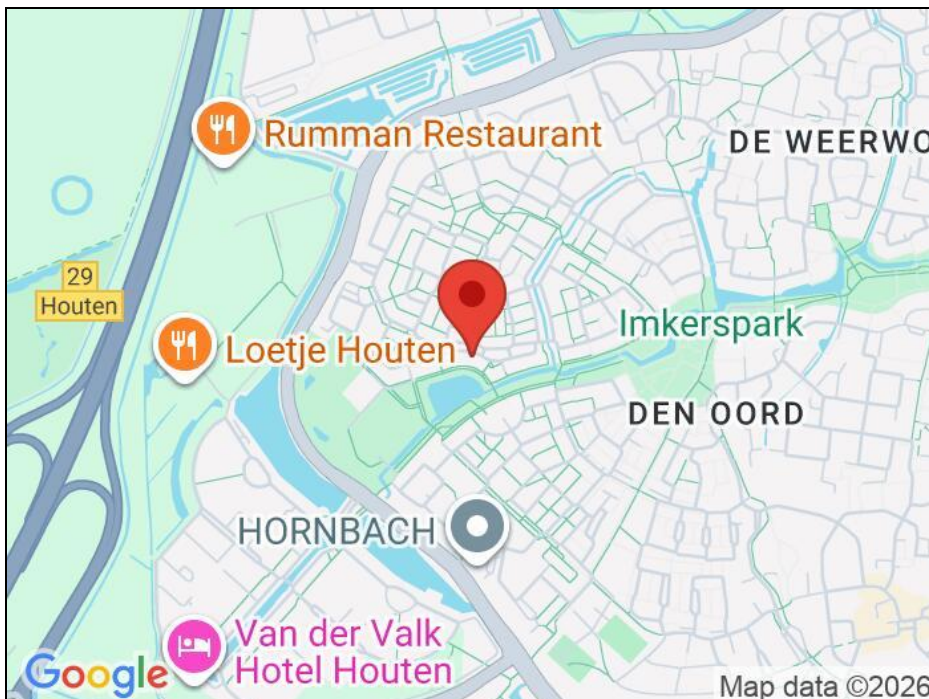 Rumman Restaurant
DE WEERWO
29
Houten
Imkerspark
Loetje Houten
DEN OORD
HORNBACH
Van der Valk
Hotel Houten
Google
Map data ©2026